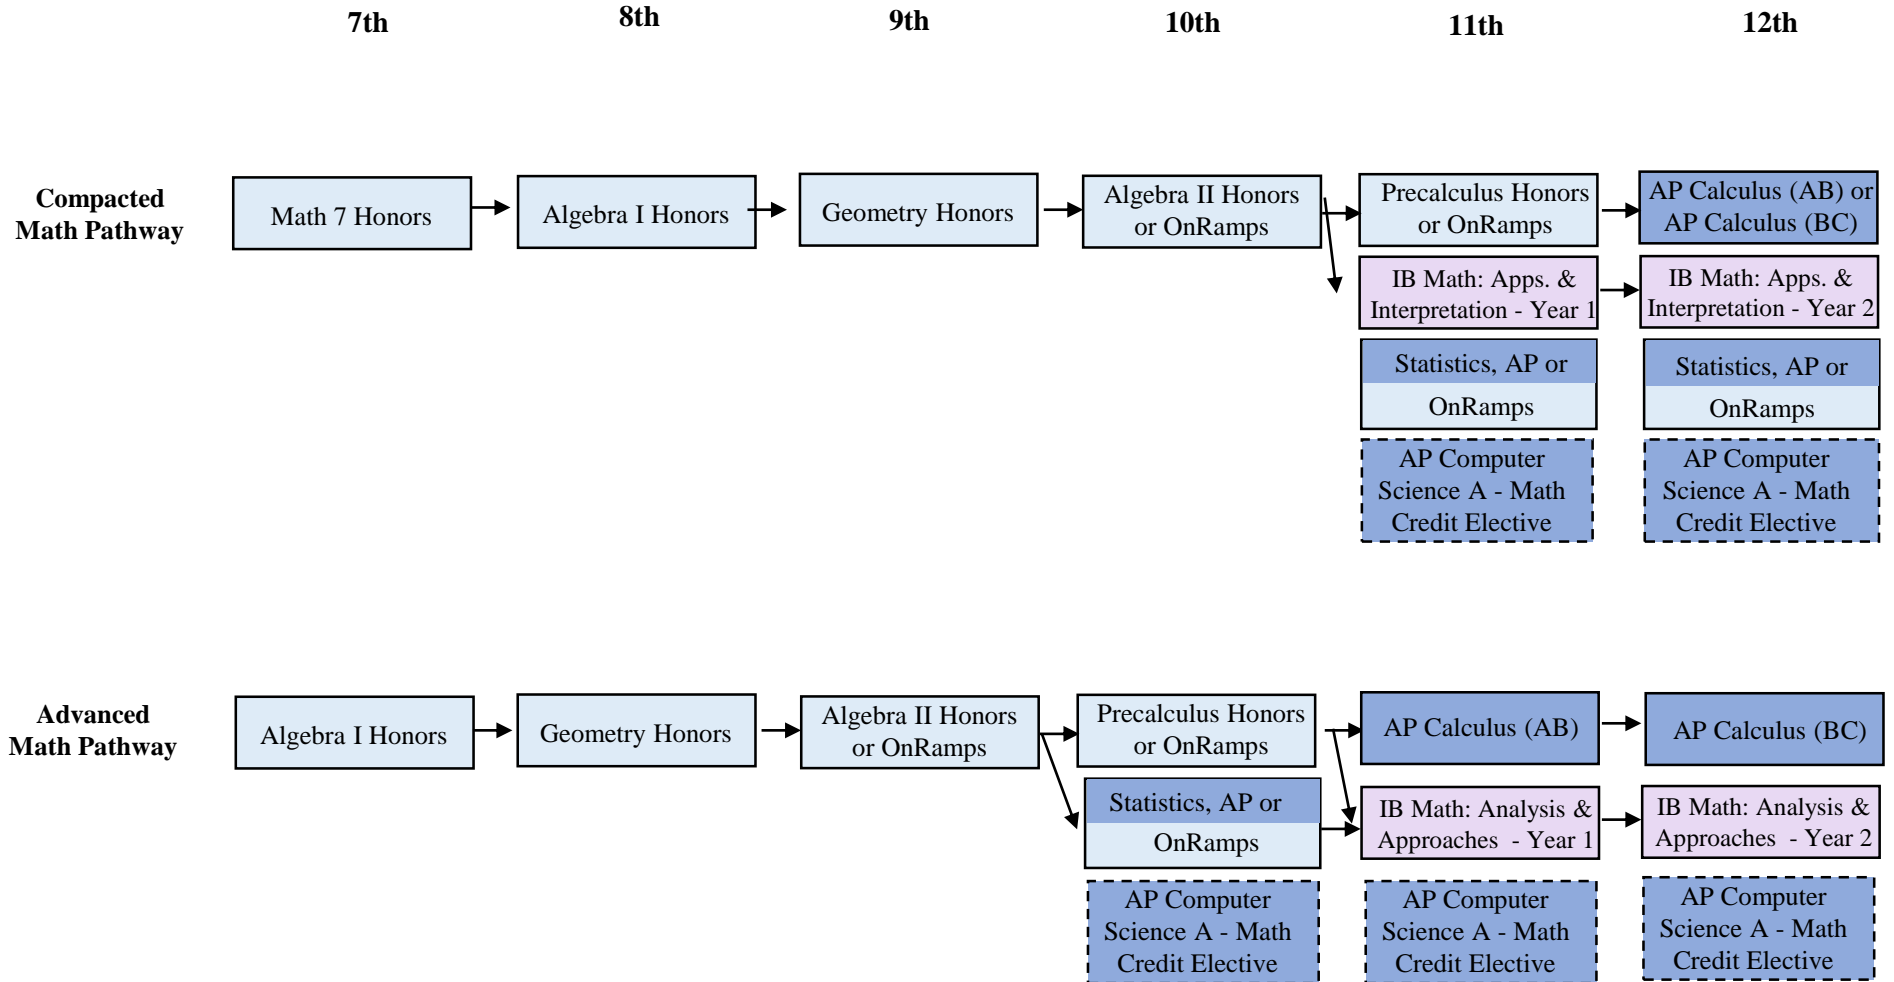 7th 8th 9th 10th 11th 12th
Compacted
Math Pathway
Math 7 Honors
Algebra I Honors
Geometry Honors
Algebra II Honors
or OnRamps
Precalculus Honors
or OnRamps
AP Calculus (AB) or
AP Calculus (BC)
IB Math: Apps. &
Interpretation - Year 1
IB Math: Apps. &
Interpretation - Year 2
Statistics, AP or
OnRamps
Statistics, AP or
OnRamps
AP Computer
Science A - Math
Credit Elective
AP Computer
Science A - Math
Credit Elective
Advanced
Math Pathway
Algebra I Honors
Geometry Honors
Algebra II Honors
or OnRamps
Precalculus Honors
or OnRamps
AP Calculus (AB)
AP Calculus (BC)
Statistics, AP or
OnRamps
IB Math: Analysis &
Approaches - Year 1
IB Math: Analysis &
Approaches - Year 2
AP Computer
Science A - Math
Credit Elective
AP Computer
Science A - Math
Credit Elective
AP Computer
Science A - Math
Credit Elective